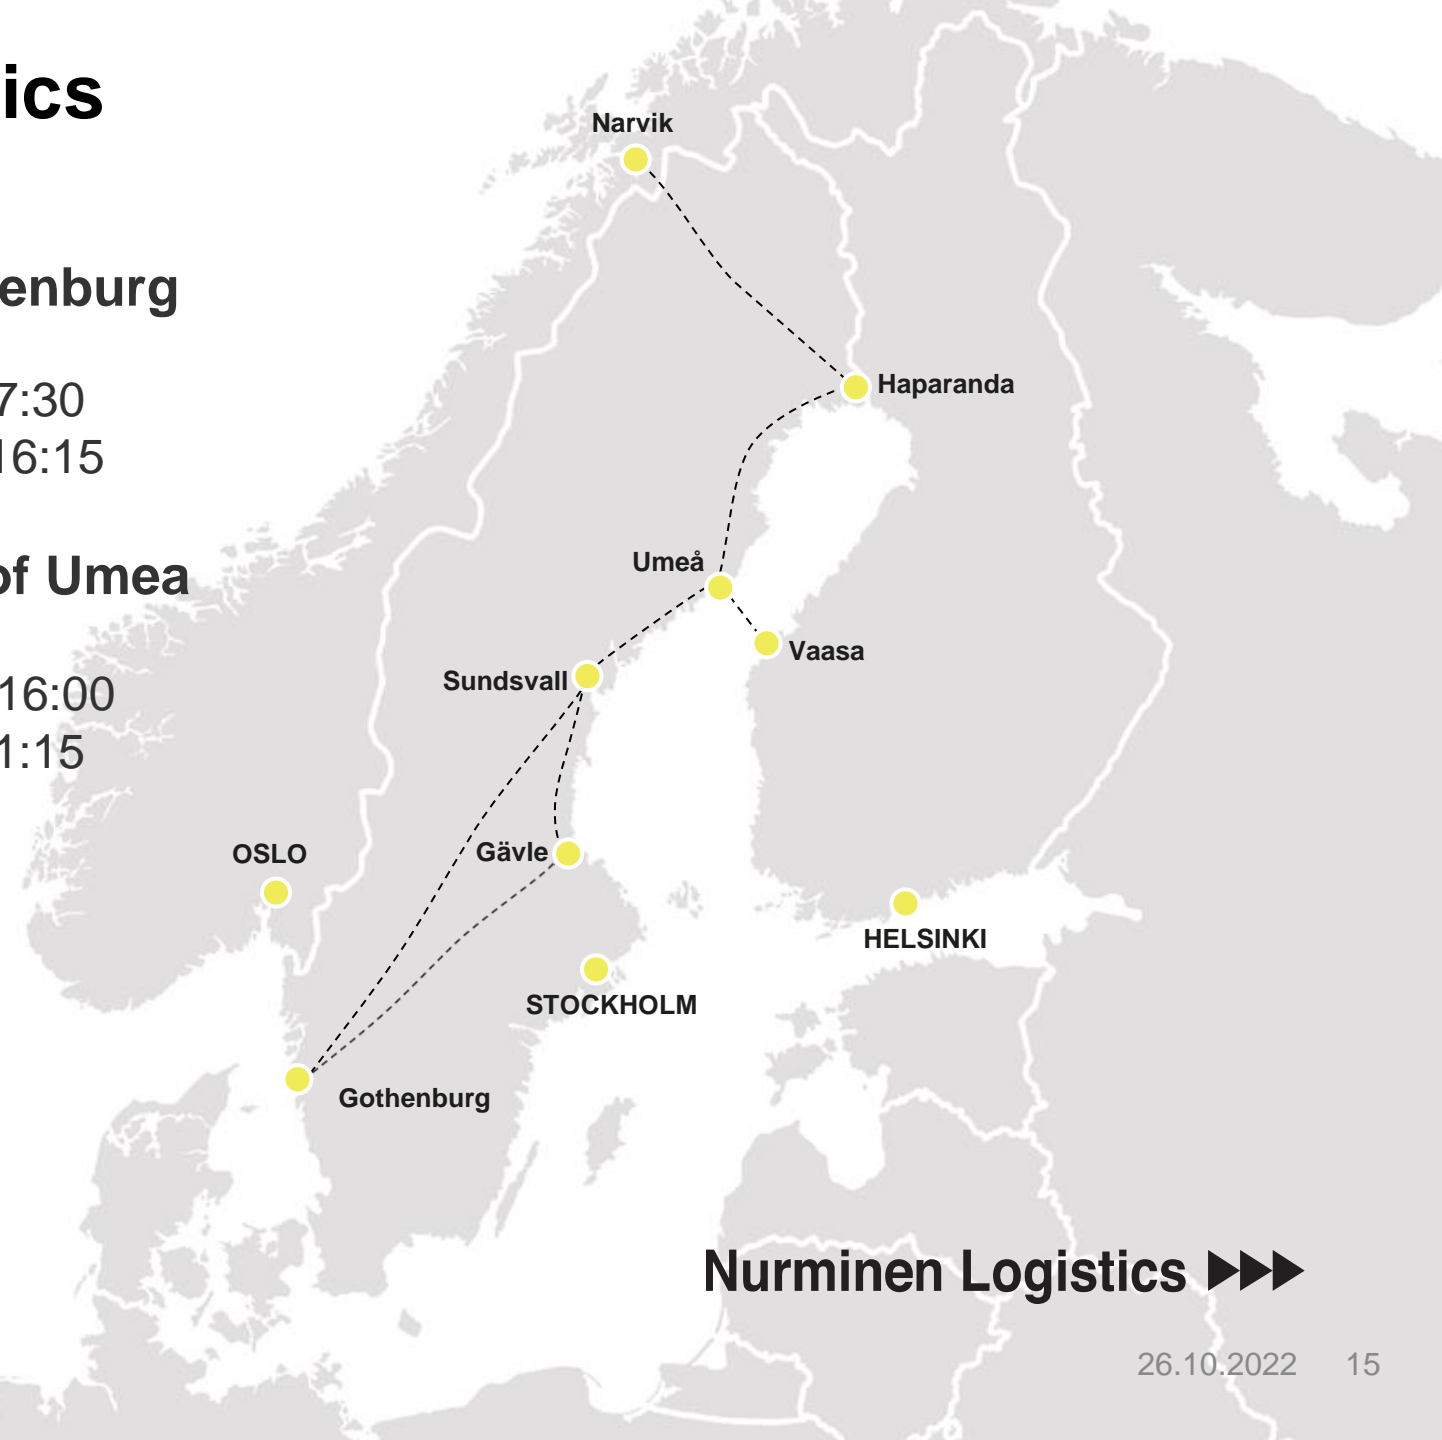 ics
enburg
7:30
16:15
of Umea
16:00
1:15
Narvik
Haparanda
Umeå
Vaasa
Sundsvall
Gävle
OSLO
HELSINKI
STOCKHOLM
Gothenburg
Nurminen Logistics
26.10.2022 15